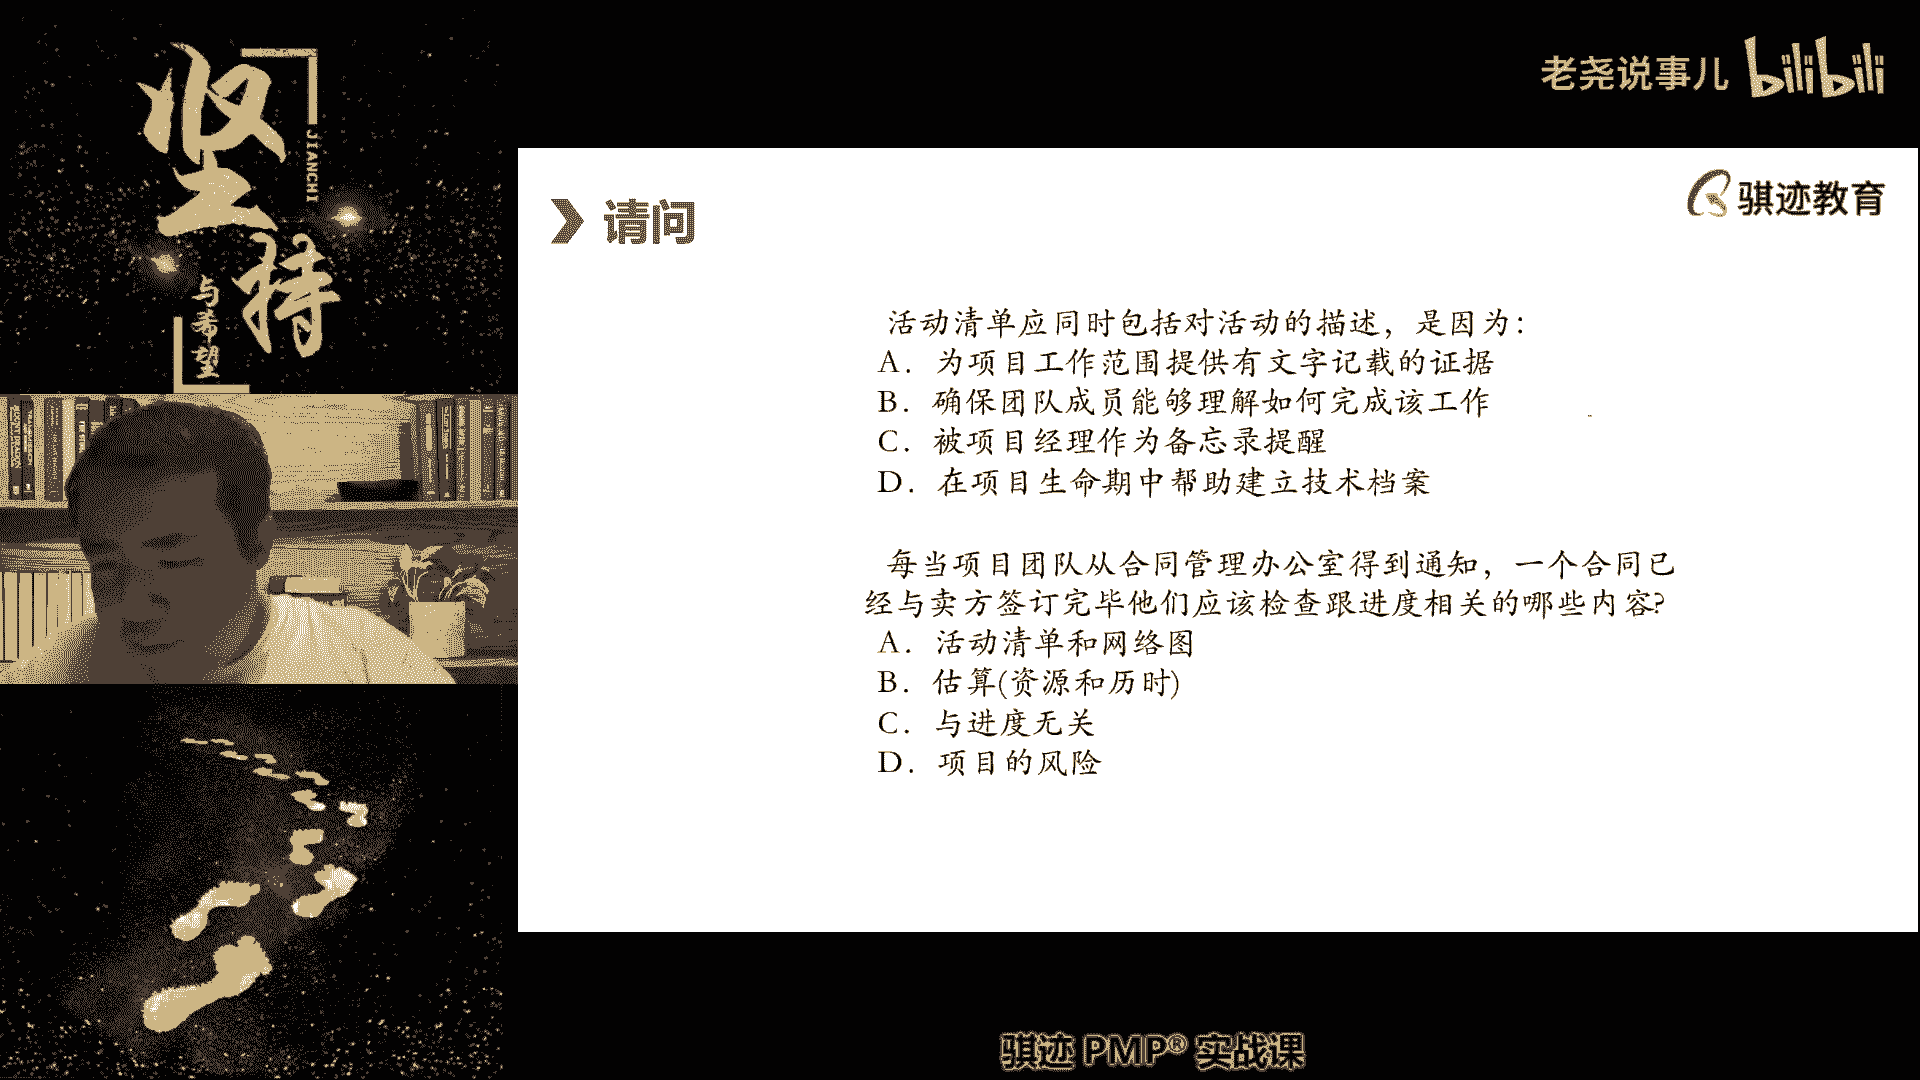 坚持
JIANCHI
与希望
老尧说事儿 bilibili
骐迹教育
请问
活动清单应同时包括对活动的描述，是因为：
A. 为项目工作范围提供有文字记载的证据
B. 确保团队成员能够理解如何完成该工作
C. 被项目经理作为备忘录提醒
D. 在项目生命期中帮助建立技术档案
每当项目团队从合同管理办公室得到通知，一个合同已
经与卖方签订完毕他们应该检查跟进度相关的哪些内容?
A. 活动清单和网络图
B. 估算(资源和历时)
C. 与进度无关
D. 项目的风险
骐迹 PMP® 实战课